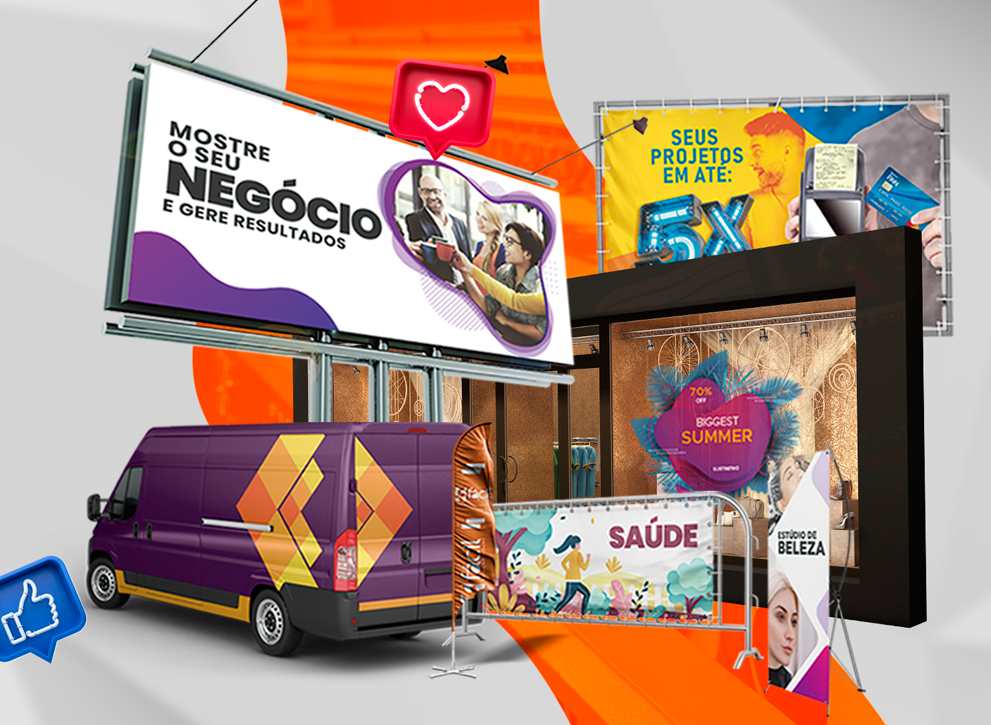 MOSTRE
O SEU
NEGÓCIO
E GERE RESULTADOS
SEUS
PROJETOS
EM ATÉ:
5X
70%
OFF
BIGGEST
SUMMER
SAÚDE
ESTÚDIO DE
BELEZA